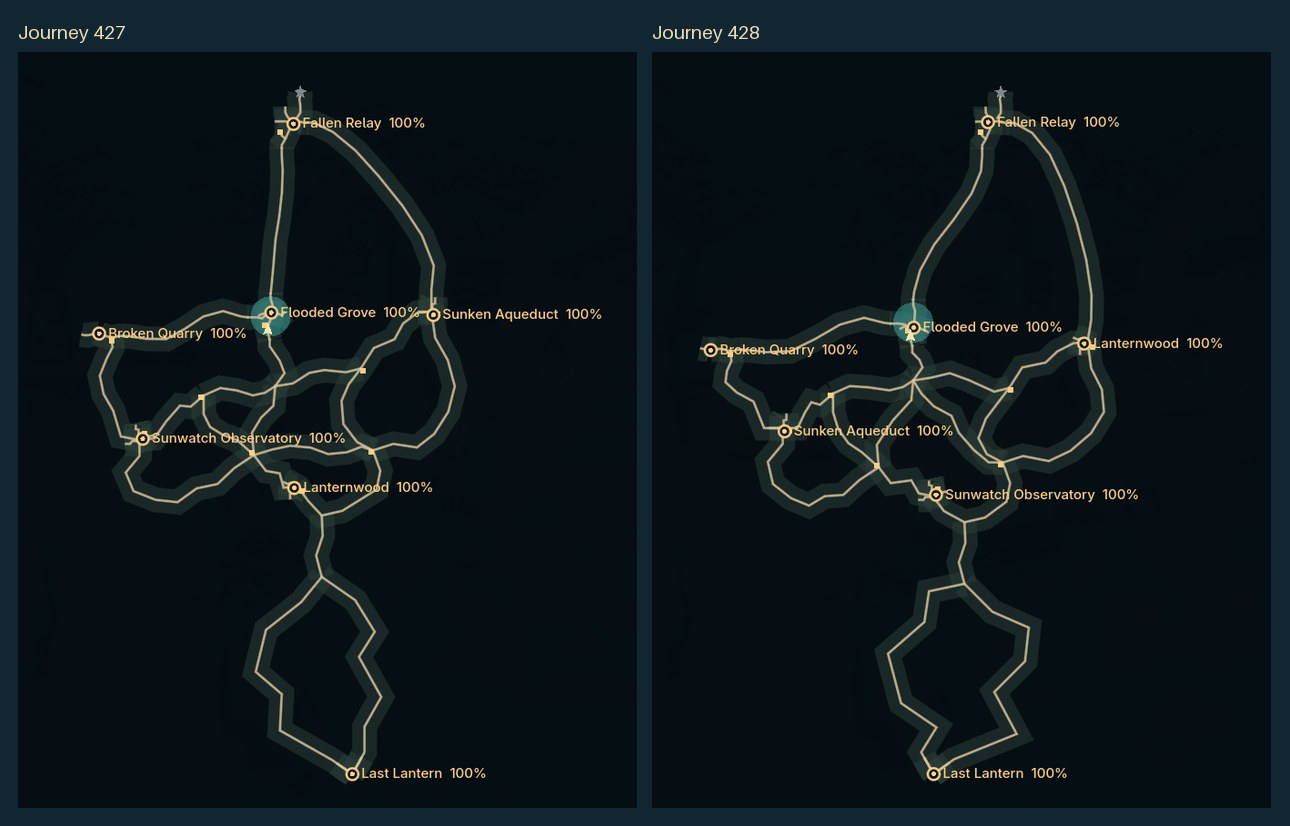 Journey 427
Fallen Relay 100%
Flooded Grove 100%
Sunken Aqueduct 100%
Broken Quarry 100%
Sunwatch Observatory 100%
Lanternwood 100%
Last Lantern 100%
Journey 428
Fallen Relay 100%
Flooded Grove 100%
Lanternwood 100%
Broken Quarry 100%
Sunken Aqueduct 100%
Sunwatch Observatory 100%
Last Lantern 100%